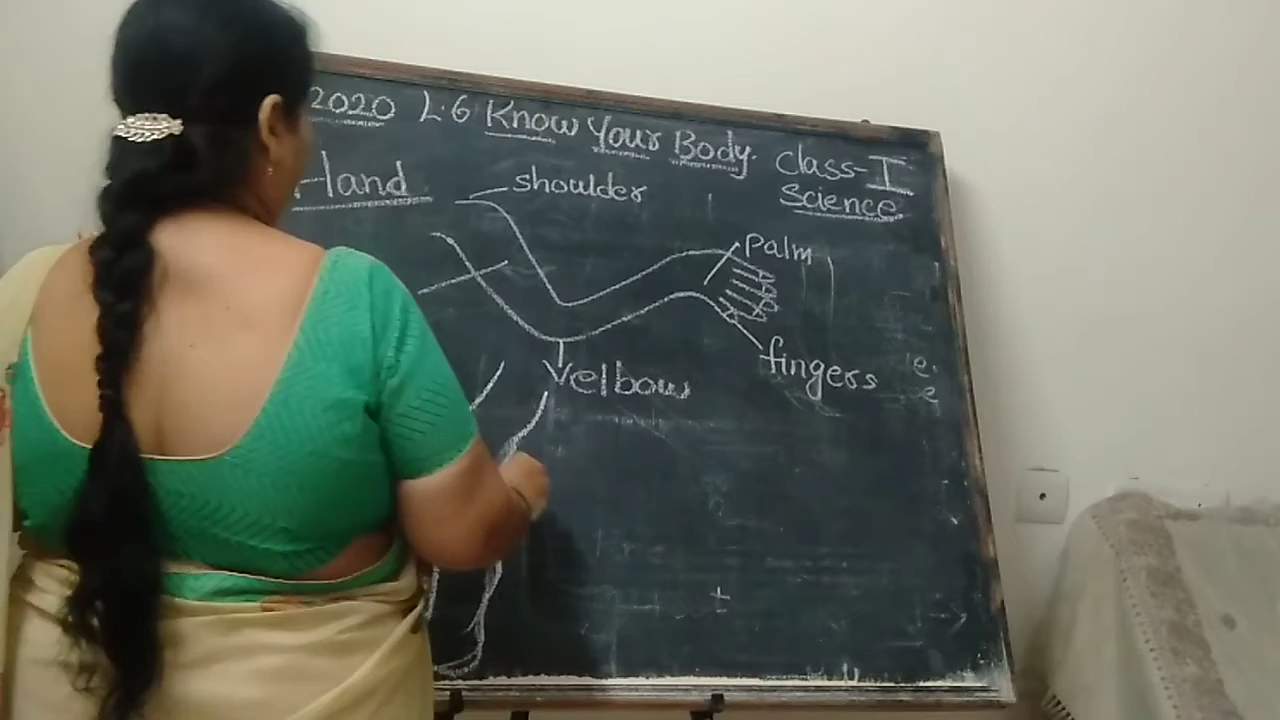 2020 L.6 Know Your Body. Class-I
Science
Hand
shoulder
Palm
fingers
elbow